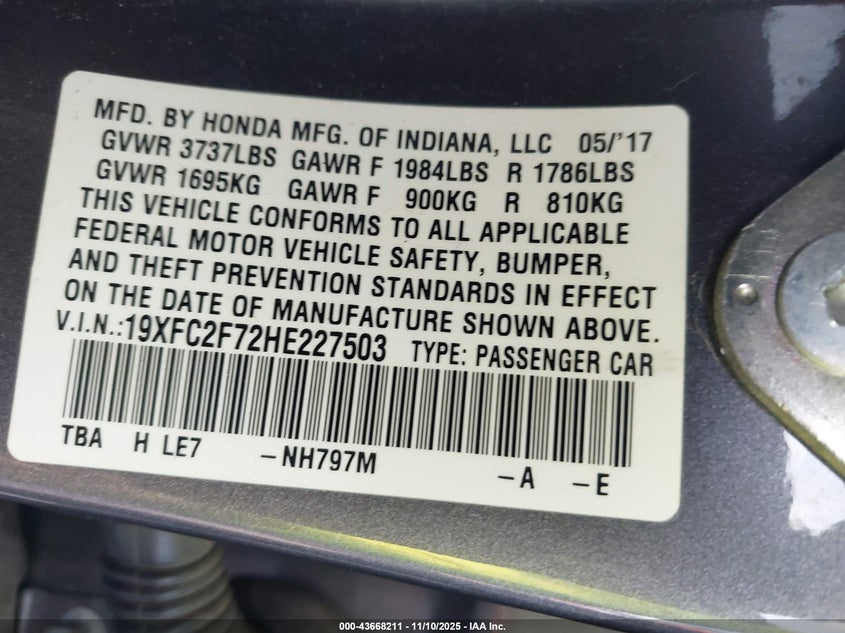 MFD. BY HONDA MFG. OF INDIANA, LLC 05/'17
GVWR 3737LBS GAWR F 1984LBS R 1786LBS
GVWR 1695KG GAWR F 900KG R 810KG
THIS VEHICLE CONFORMS TO ALL APPLICABLE
FEDERAL MOTOR VEHICLE SAFETY, BUMPER,
AND THEFT PREVENTION STANDARDS IN EFFECT
ON THE DATE OF MANUFACTURE SHOWN ABOVE.
V.I.N.:19XFC2F72HE227503 TYPE: PASSENGER CAR
TBA H LE7 -NH797M -A -E
000-43668211 - 11/10/2025 - IAA Inc.